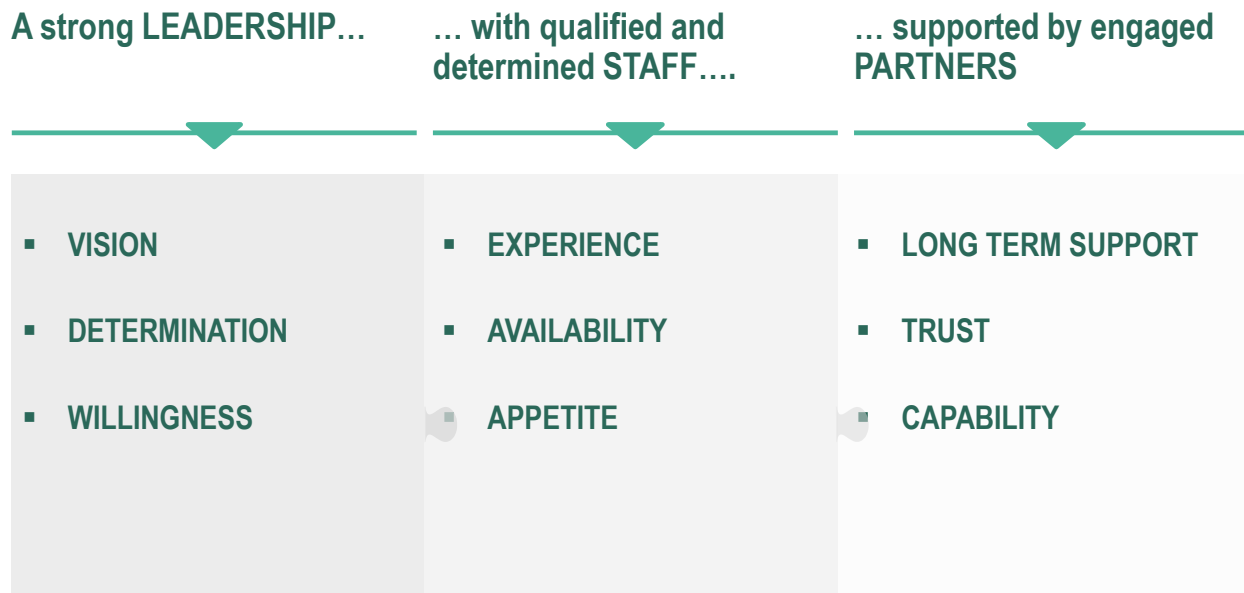 A strong LEADERSHIP…
… with qualified and
determined STAFF….
… supported by engaged
PARTNERS
▪ VISION
▪ DETERMINATION
▪ WILLINGNESS
▪ EXPERIENCE
▪ AVAILABILITY
▪ APPETITE
▪ LONG TERM SUPPORT
▪ TRUST
▪ CAPABILITY